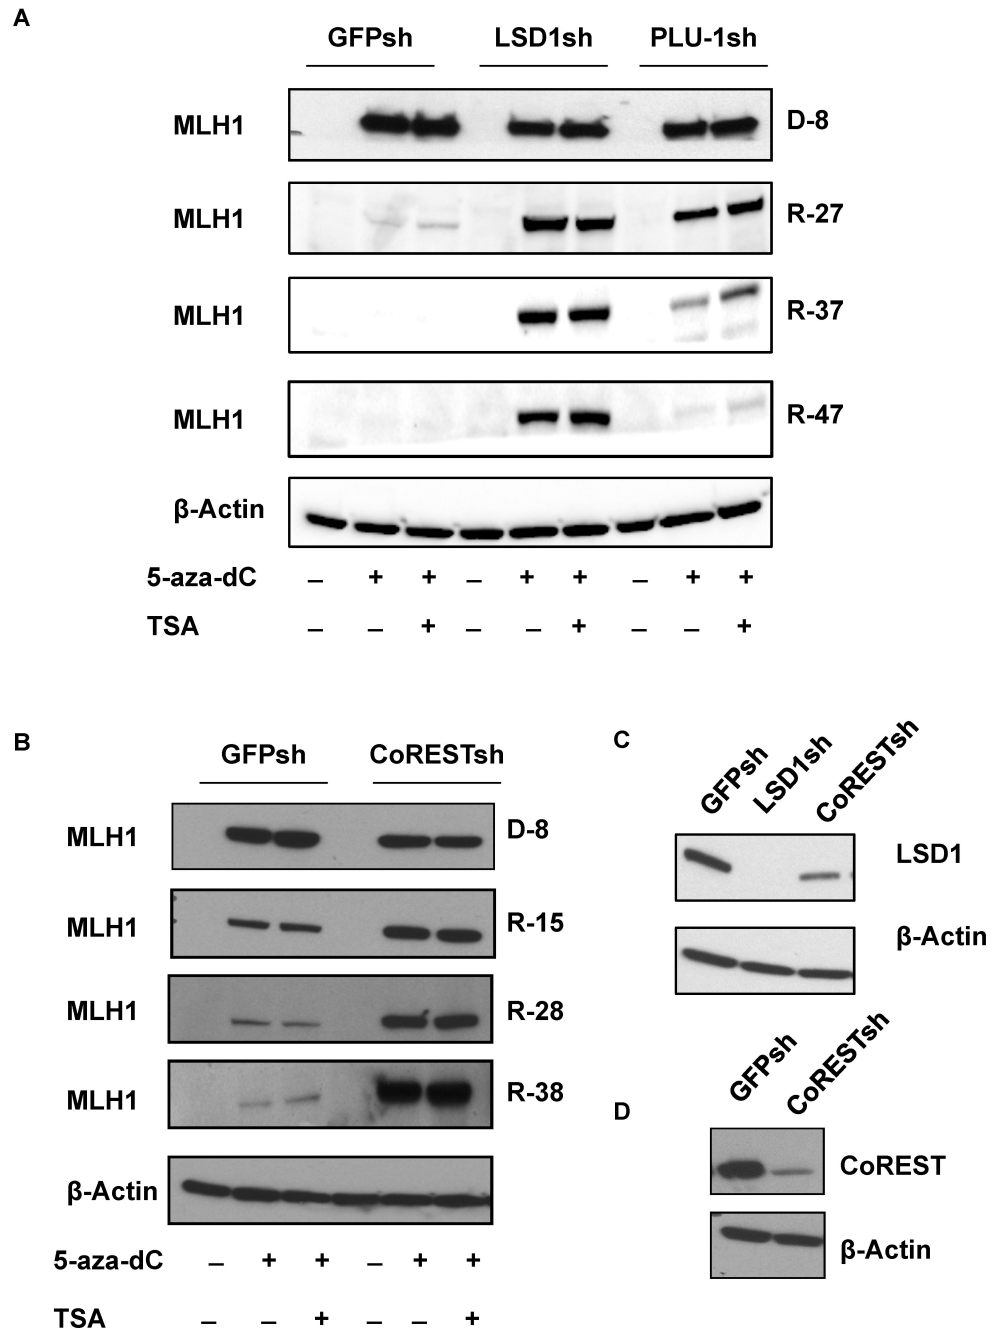 A
GFPsh LSD1sh PLU-1sh
MLH1 D-8
MLH1 R-27
MLH1 R-37
MLH1 R-47
β-Actin
5-aza-dC – + + – + + – + +
TSA – – + – – + – – +
B
GFPsh CoRESTsh
MLH1 D-8
MLH1 R-15
MLH1 R-28
MLH1 R-38
β-Actin
5-aza-dC – + + – + +
TSA – – + – – +
C
GFPsh LSD1sh CoRESTsh
LSD1
β-Actin
D
GFPsh CoRESTsh
CoREST
β-Actin